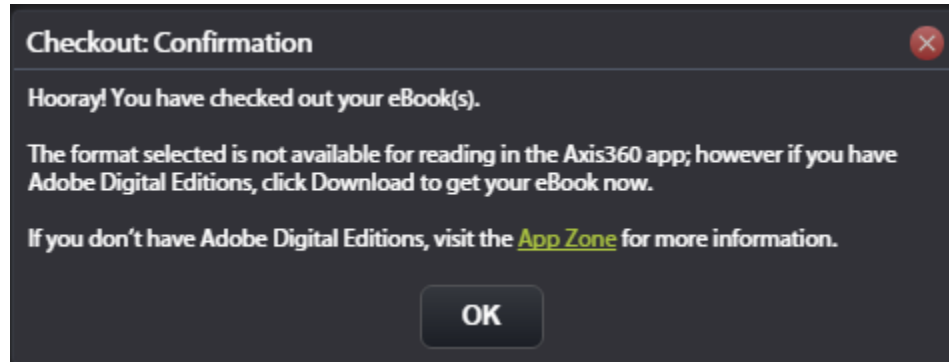 Checkout: Confirmation
Hooray! You have checked out your eBook(s).
The format selected is not available for reading in the Axis360 app; however if you have
Adobe Digital Editions, click Download to get your eBook now.
If you don't have Adobe Digital Editions, visit the App Zone for more information.
OK